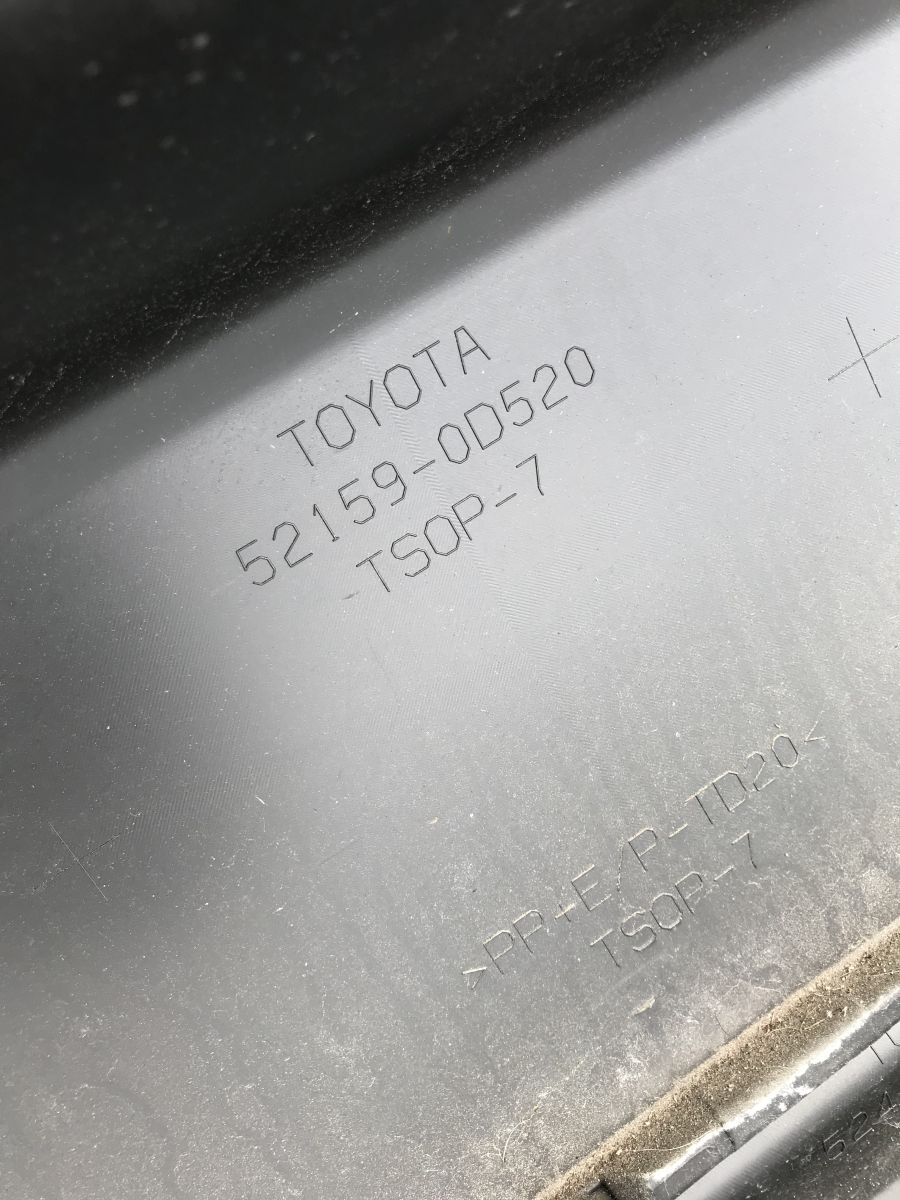 TOYOTA
52159-0D520
TSOP-7
>PP+E/P-TD20<
TSOP-7